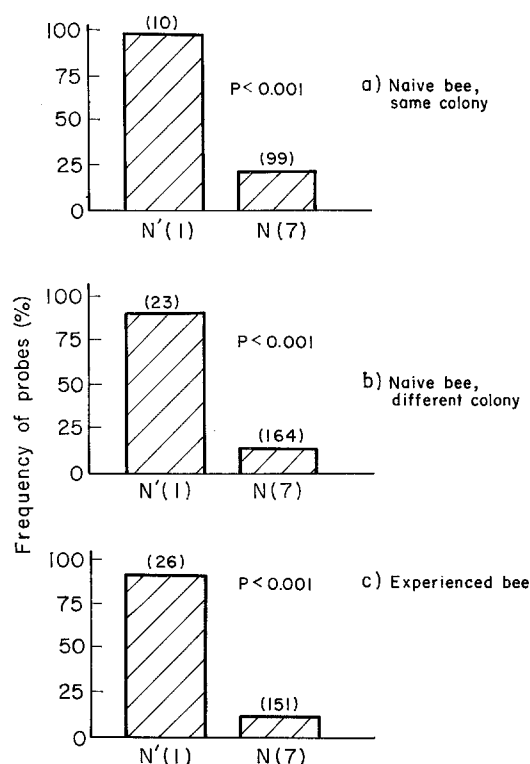 Frequency of probes (%)
100
75
50
25
0
(10)
(99)
P<0.001
N'(1)
N(7)
a) Naive bee,
same colony
100
75
50
25
0
(23)
(164)
P<0.001
N'(1)
N(7)
b) Naive bee,
different colony
100
75
50
25
0
(26)
(151)
P<0.001
N'(1)
N(7)
c) Experienced bee